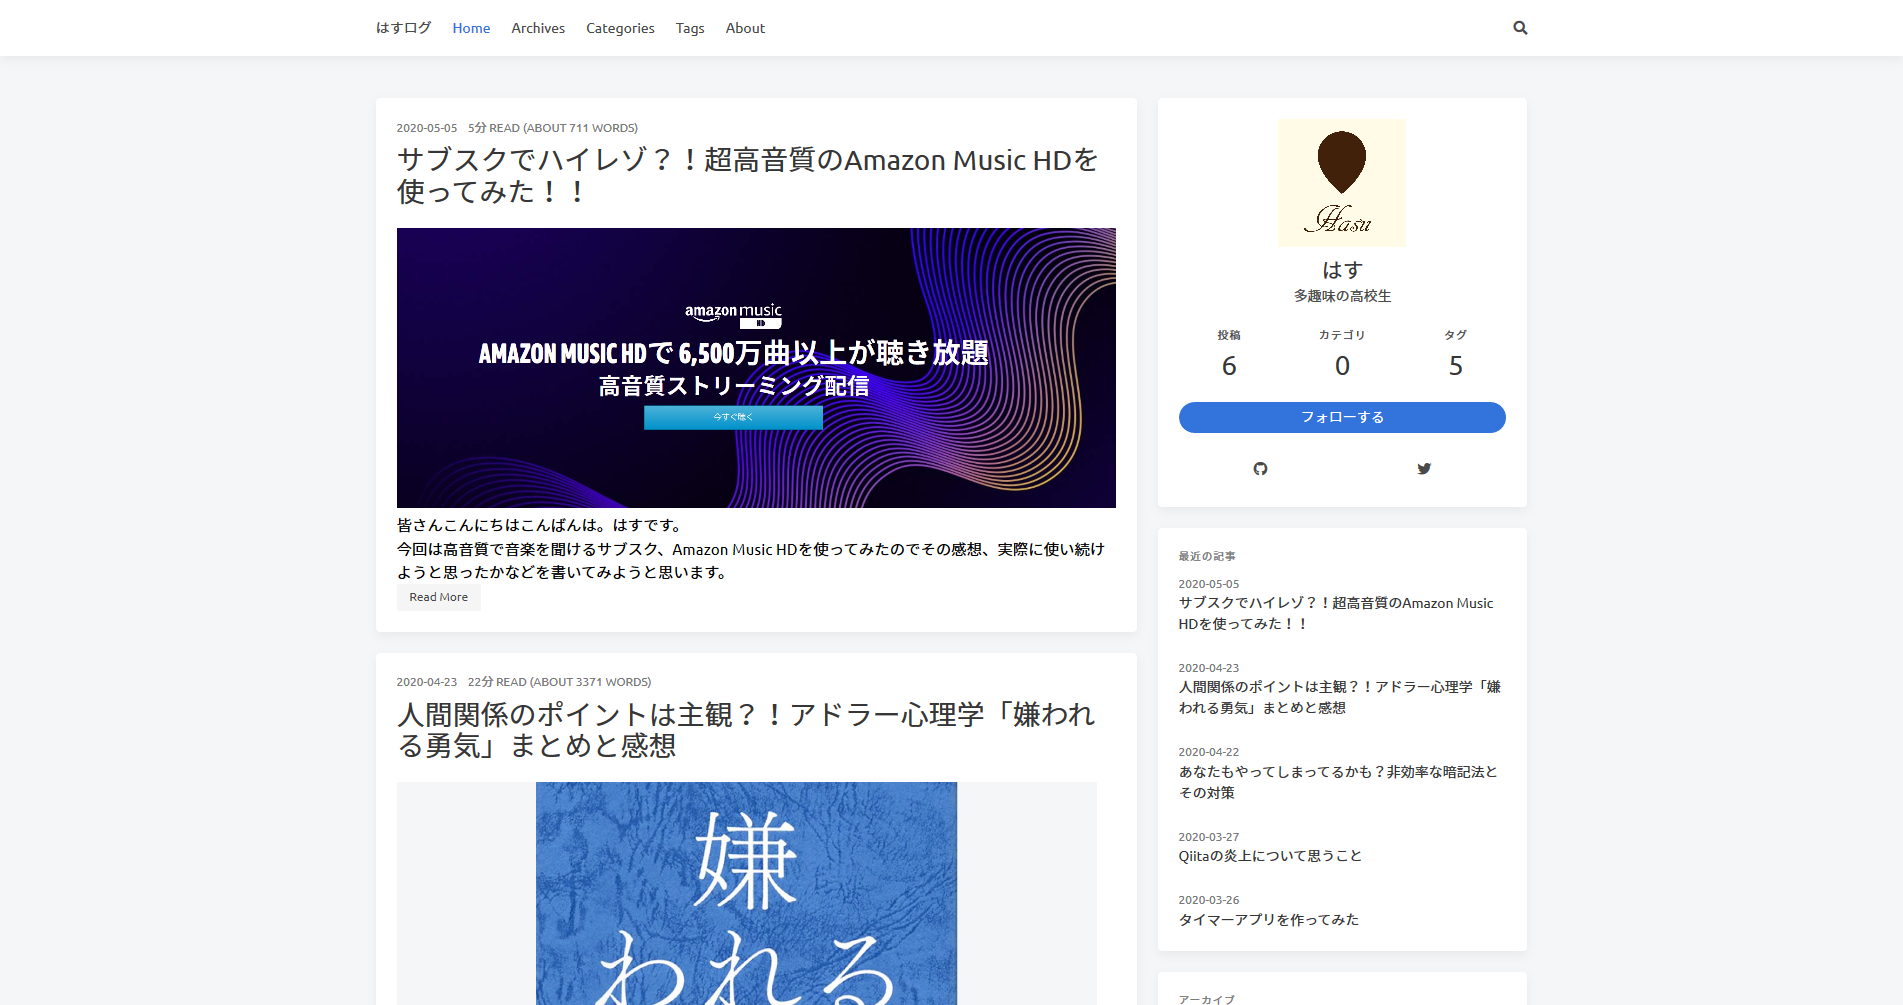 はすログ Home Archives Categories Tags About
2020-05-05 5分 READ (ABOUT 711 WORDS)
サブスクでハイレゾ？！超高音質のAmazon Music HDを
使ってみた！！
amazon music
HD
AMAZON MUSIC HDで 6,500万曲以上が聴き放題
高音質ストリーミング配信
今すぐ聴く
皆さんこんにちはこんばんは。はすです。
今回は高音質で音楽を聞けるサブスク、Amazon Music HDを使ってみたのでその感想、実際に使い続け
ようと思ったかなどを書いてみようと思います。
Read More
2020-04-23 22分 READ (ABOUT 3371 WORDS)
人間関係のポイントは主観？！アドラー心理学「嫌われ
る勇気」まとめと感想
嫌
われる
Hasu
はす
多趣味の高校生
投稿 カテゴリ タグ
6 0 5
フォローする
最近の記事
2020-05-05
サブスクでハイレゾ？！超高音質のAmazon Music
HDを使ってみた！！
2020-04-23
人間関係のポイントは主観？！アドラー心理学「嫌
われる勇気」まとめと感想
2020-04-22
あなたもやってしまってるかも？非効率な暗記法と
その対策
2020-03-27
Qiitaの炎上について思うこと
2020-03-26
タイマーアプリを作ってみた
アーカイブ